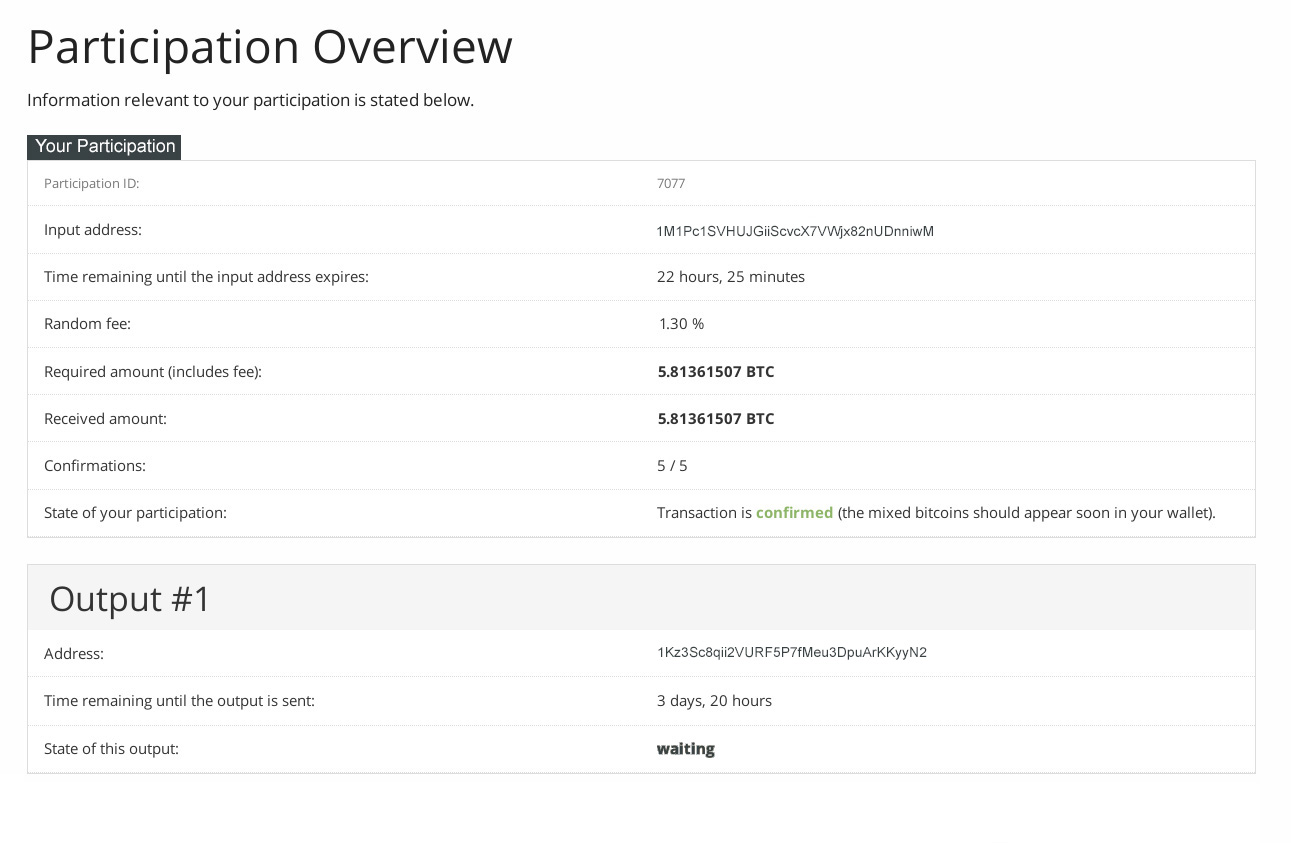 Participation Overview
Information relevant to your participation is stated below.
Your Participation
Participation ID: 7077
Input address: 1M1Pc1SVHUJGiiScvcX7VWjx82nUDnniwM
Time remaining until the input address expires: 22 hours, 25 minutes
Random fee: 1.30 %
Required amount (includes fee): 5.81361507 BTC
Received amount: 5.81361507 BTC
Confirmations: 5 / 5
State of your participation: Transaction is confirmed (the mixed bitcoins should appear soon in your wallet).
Output #1
Address: 1Kz3Sc8qii2VURF5P7fMeu3DpuArKKyyN2
Time remaining until the output is sent: 3 days, 20 hours
State of this output: waiting